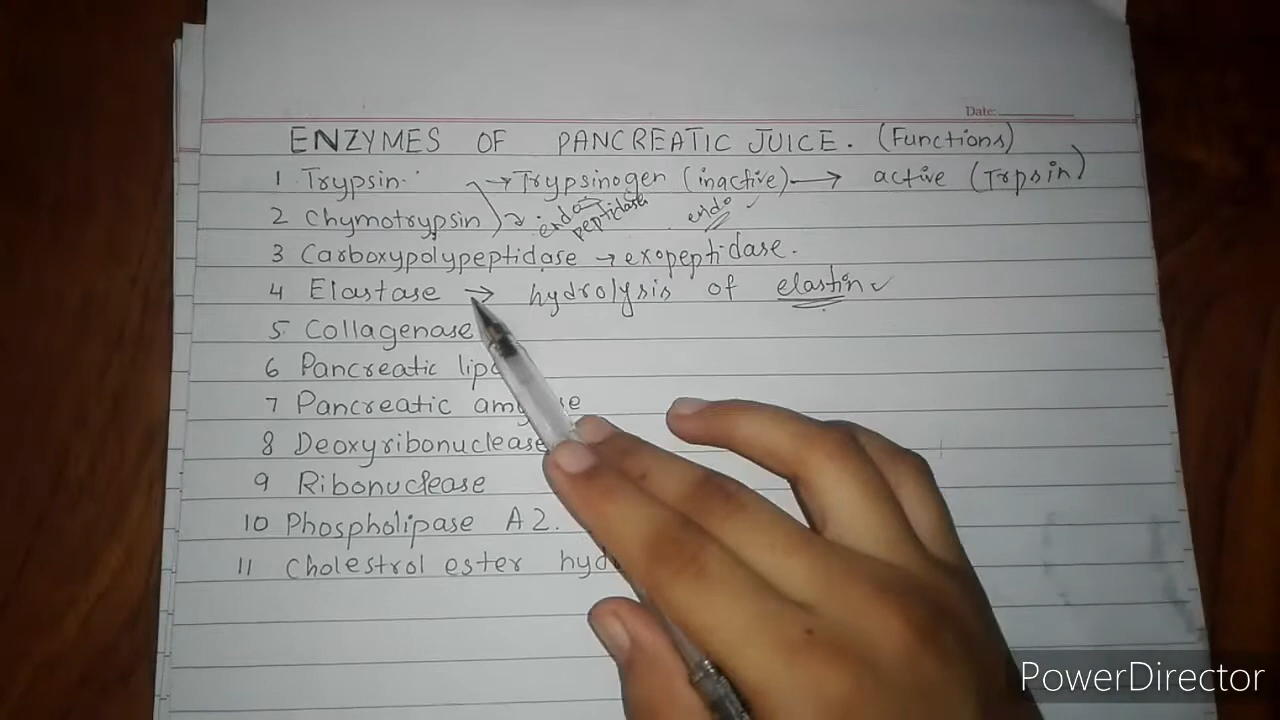 Date:
ENZYMES OF PANCREATIC JUICE. (Functions)
1 Trypsin. → Trypsinogen (inactive) → active (Trpsin)
2 Chymotrypsin) endo peptidase endo
3 Carboxypolypeptidase → exopeptidase.
4 Elastase → hydrolysis of elastin ✓
5 Collagenase
6 Pancreatic
7 Pancreatic
8 Deoxyribonuclease
9 Ribonuclease
10 Phospholipase A2.
11 Cholestrol ester
PowerDirector